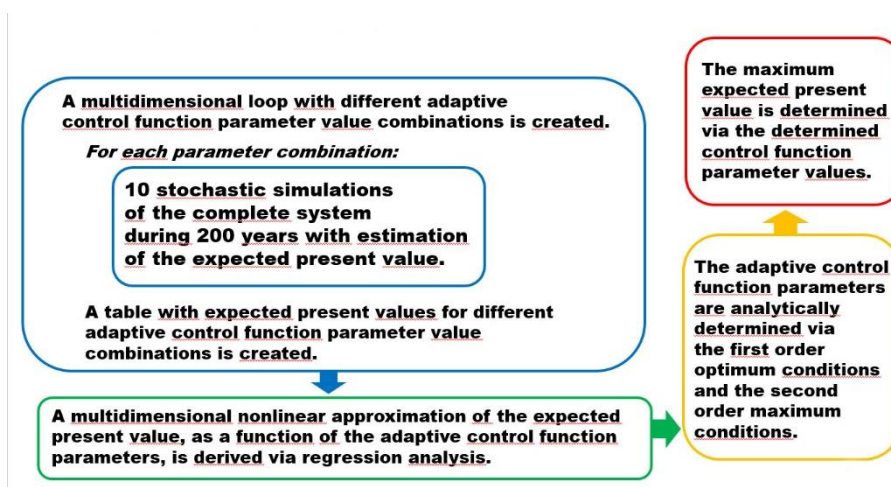 A multidimensional loop with different adaptive
control function parameter value combinations is created.
For each parameter combination:
10 stochastic simulations
of the complete system
during 200 years with estimation
of the expected present value.
A table with expected present values for different
adaptive control function parameter value
combinations is created.
A multidimensional nonlinear approximation of the expected
present value, as a function of the adaptive control function
parameters, is derived via regression analysis.
The adaptive control
function parameters
are analytically
determined via
the first order
optimum conditions
and the second
order maximum
conditions.
The maximum
expected present
value is determined
via the determined
control function
parameter values.